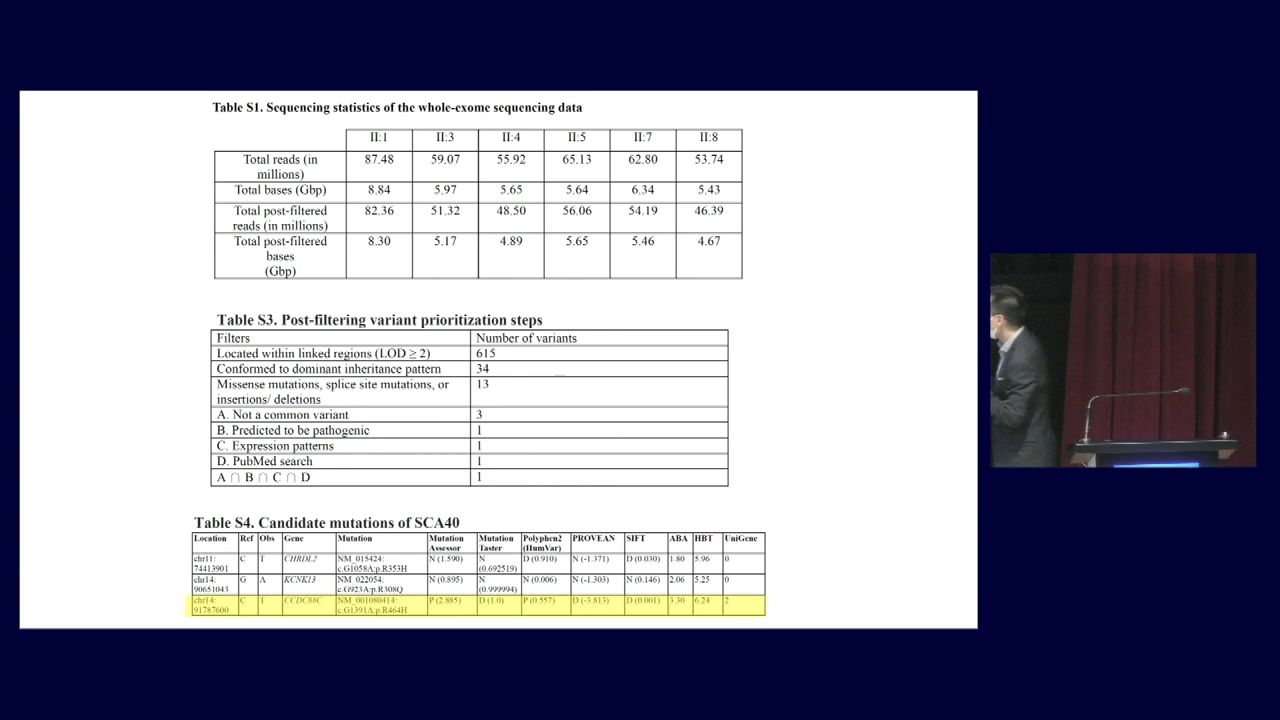 Table S1. Sequencing statistics of the whole-exome sequencing data
II:1 II:3 II:4 II:5 II:7 II:8
Total reads (in millions) 87.48 59.07 55.92 65.13 62.80 53.74
Total bases (Gbp) 8.84 5.97 5.65 5.64 6.34 5.43
Total post-filtered reads (in millions) 82.36 51.32 48.50 56.06 54.19 46.39
Total post-filtered bases (Gbp) 8.30 5.17 4.89 5.65 5.46 4.67
Table S3. Post-filtering variant prioritization steps
Filters Number of variants
Located within linked regions (LOD ≥ 2) 615
Conformed to dominant inheritance pattern 34
Missense mutations, splice site mutations, or insertions/ deletions 13
A. Not a common variant 3
B. Predicted to be pathogenic 1
C. Expression patterns 1
D. PubMed search 1
A ∩ B ∩ C ∩ D 1
Table S4. Candidate mutations of SCA40
Location Ref Obs Gene Mutation Mutation Assessor Mutation Taster Polyphen2 (HumVar) PROVEAN SIFT ABA HBT UniGene
chr11: 74413901 C T CHRDL2 NM_015424: c.G1058A:p.R353H N (1.590) N (0.692519) D (0.910) N (-1.371) D (0.030) 1.80 5.96 0
chr14: 90651043 G A KCNK13 NM_022054: c.G923A:p.R308Q N (0.895) N (0.999994) N (0.006) N (-1.303) N (0.146) 2.06 5.25 0
chr14: 91787600 C T CCDC88C NM_001080414: c.G1391A:p.R464H P (2.885) D (1.0) P (0.557) D (-3.813) D (0.001) 3.30 6.24 2